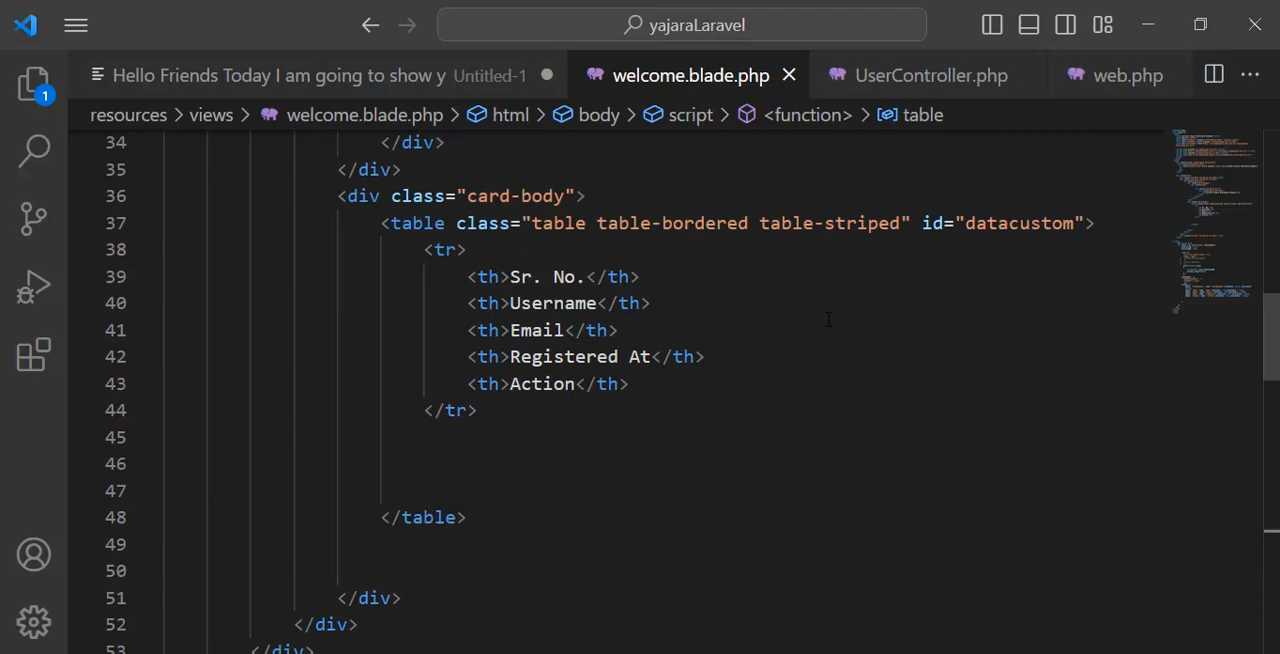 yajaraLaravel
Hello Friends Today I am going to show y Untitled-1
welcome.blade.php
UserController.php
web.php
1
resources > views > welcome.blade.php > html > body > script > <function> > table
34 </div>
35 </div>
36 <div class="card-body">
37 <table class="table table-bordered table-striped" id="datacustom">
38 <tr>
39 <th>Sr. No.</th>
40 <th>Username</th>
41 <th>Email</th>
42 <th>Registered At</th>
43 <th>Action</th>
44 </tr>
45
46
47
48 </table>
49
50
51 </div>
52 </div>
53 </div>